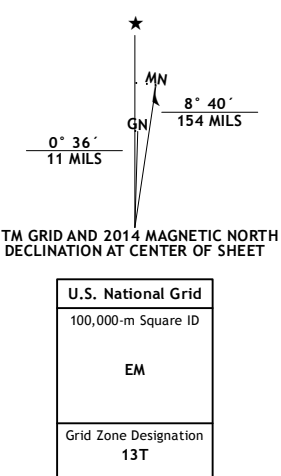 ★
MN
8° 40´
154 MILS
GN
0° 36´
11 MILS
TM GRID AND 2014 MAGNETIC NORTH
DECLINATION AT CENTER OF SHEET
U.S. National Grid
100,000-m Square ID
EM
Grid Zone Designation
13T